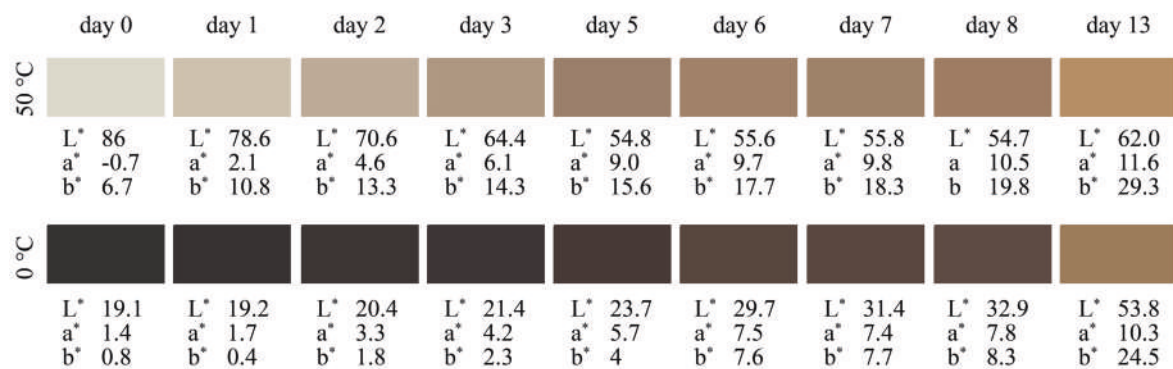 day 0 day 1 day 2 day 3 day 5 day 6 day 7 day 8 day 13
50 °C
L* 86 L* 78.6 L* 70.6 L* 64.4 L* 54.8 L* 55.6 L* 55.8 L* 54.7 L* 62.0
a* -0.7 a* 2.1 a* 4.6 a* 6.1 a* 9.0 a* 9.7 a* 9.8 a 10.5 a* 11.6
b* 6.7 b* 10.8 b* 13.3 b* 14.3 b* 15.6 b* 17.7 b* 18.3 b 19.8 b* 29.3
0 °C
L* 19.1 L* 19.2 L* 20.4 L* 21.4 L* 23.7 L* 29.7 L* 31.4 L* 32.9 L* 53.8
a* 1.4 a* 1.7 a* 3.3 a* 4.2 a* 5.7 a* 7.5 a* 7.4 a* 7.8 a* 10.3
b* 0.8 b* 0.4 b* 1.8 b* 2.3 b* 4 b* 7.6 b* 7.7 b* 8.3 b* 24.5